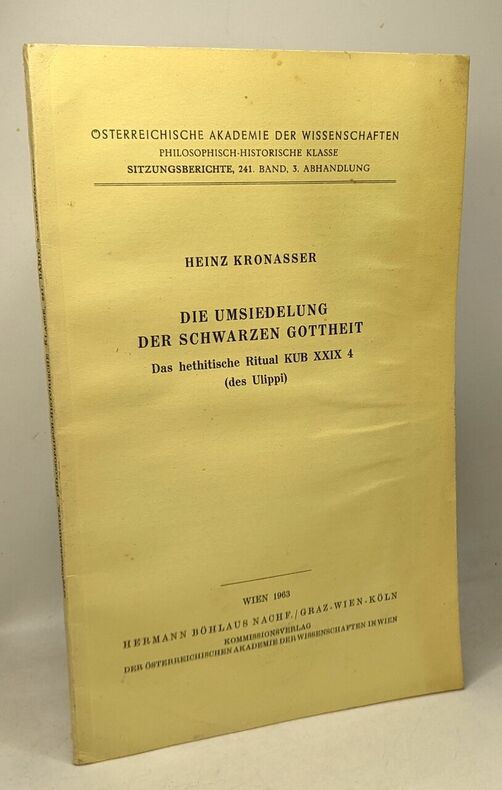 ÖSTERREICHISCHE AKADEMIE DER WISSENSCHAFTEN
PHILOSOPHISCH-HISTORISCHE KLASSE
SITZUNGSBERICHTE, 241. BAND, 3. ABHANDLUNG
HEINZ KRONASSER
DIE UMSIEDELUNG
DER SCHWARZEN GOTTHEIT
Das hethitische Ritual KUB XXIX 4
(des Ulippi)
WIEN 1963
HERMANN BÖHLAUS NACHF. / GRAZ-WIEN-KÖLN
KOMMISSIONSVERLAG
DER ÖSTERREICHISCHEN AKADEMIE DER WISSENSCHAFTEN IN WIEN